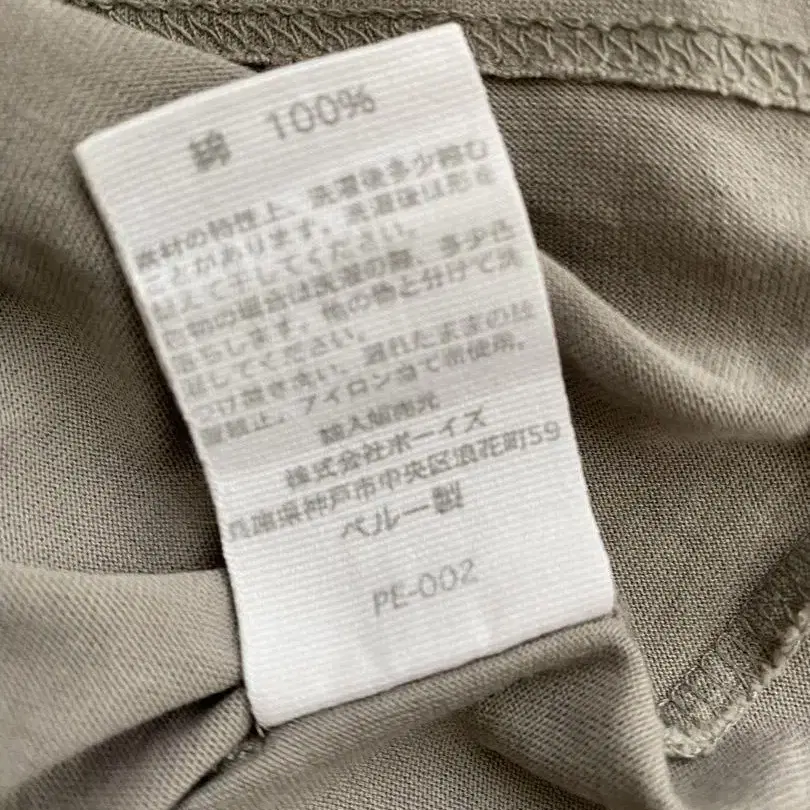 綿 100%
素材の特性上、洗濯後多少縮む
ことがあります。洗濯後は形を
整えて干してください。
色物の場合は洗濯の際、多少色
落ちします。他の物と分けて洗
濯してください。
つけ置き洗い、濡れたままの放
置禁止。アイロン当て布使用。
輸入販売元
株式会社ボーイズ
兵庫県神戸市中央区浪花町59
ペルー製
PE-002